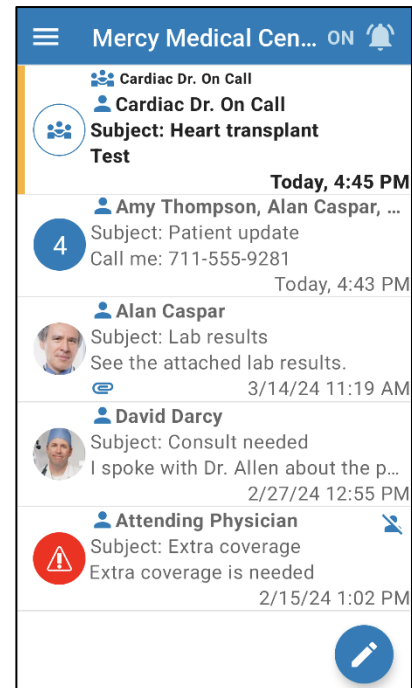 Mercy Medical Cen... ON
Cardiac Dr. On Call
Cardiac Dr. On Call
Subject: Heart transplant
Test
Today, 4:45 PM
Amy Thompson, Alan Caspar, ...
4
Subject: Patient update
Call me: 711-555-9281
Today, 4:43 PM
Alan Caspar
Subject: Lab results
See the attached lab results.
3/14/24 11:19 AM
David Darcy
Subject: Consult needed
I spoke with Dr. Allen about the p...
2/27/24 12:55 PM
Attending Physician
Subject: Extra coverage
Extra coverage is needed
2/15/24 1:02 PM